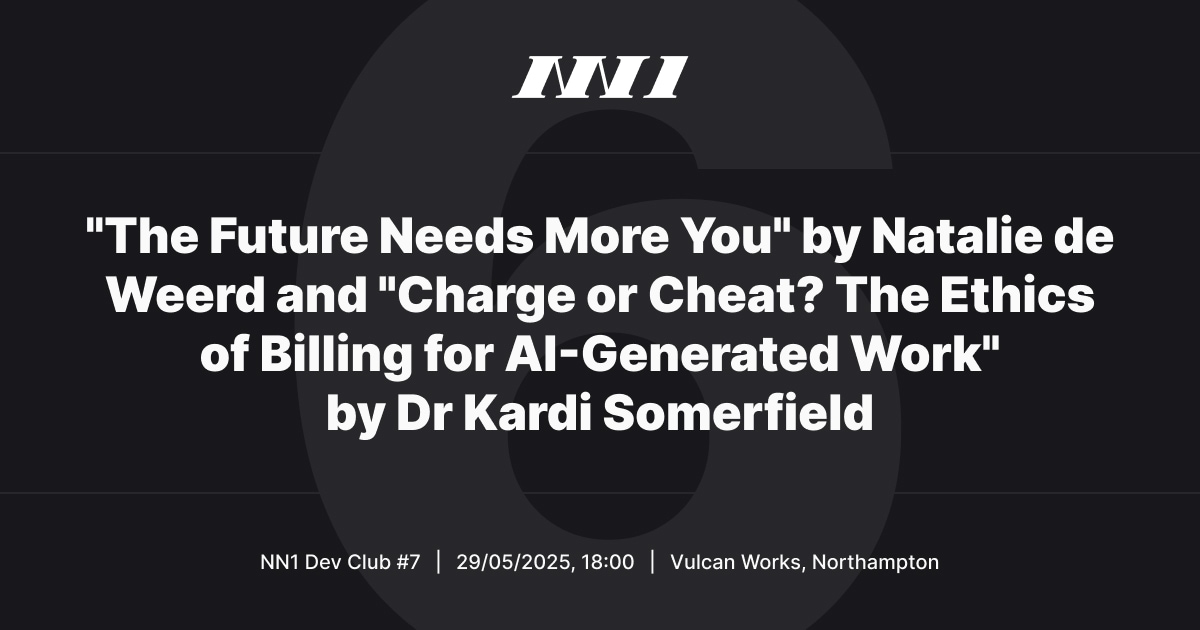 6
NN1
"The Future Needs More You" by Natalie de
Weerd and "Charge or Cheat? The Ethics
of Billing for AI-Generated Work"
by Dr Kardi Somerfield
NN1 Dev Club #7 | 29/05/2025, 18:00 | Vulcan Works, Northampton